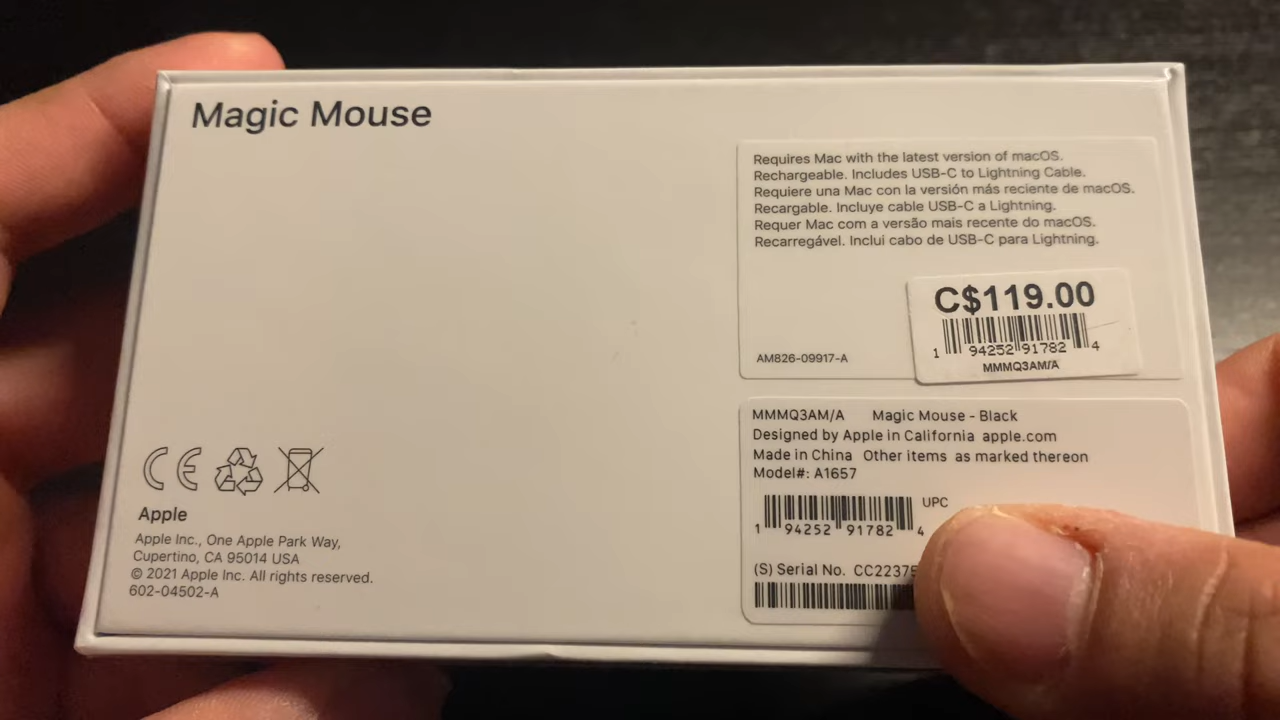 Magic Mouse
Requires Mac with the latest version of macOS.
Rechargeable. Includes USB-C to Lightning Cable.
Requiere una Mac con la versión más reciente de macOS.
Recargable. Incluye cable USB-C a Lightning.
Requer Mac com a versão mais recente do macOS.
Recarregável. Inclui cabo de USB-C para Lightning.
C$119.00
1 94252 91782 4
MMMQ3AM/A
AM826-09917-A
MMMQ3AM/A Magic Mouse - Black
Designed by Apple in California apple.com
Made in China Other items as marked thereon
Model#: A1657
UPC
1 94252 91782 4
(S) Serial No. CC22375
CE
Apple
Apple Inc., One Apple Park Way,
Cupertino, CA 95014 USA
© 2021 Apple Inc. All rights reserved.
602-04502-A